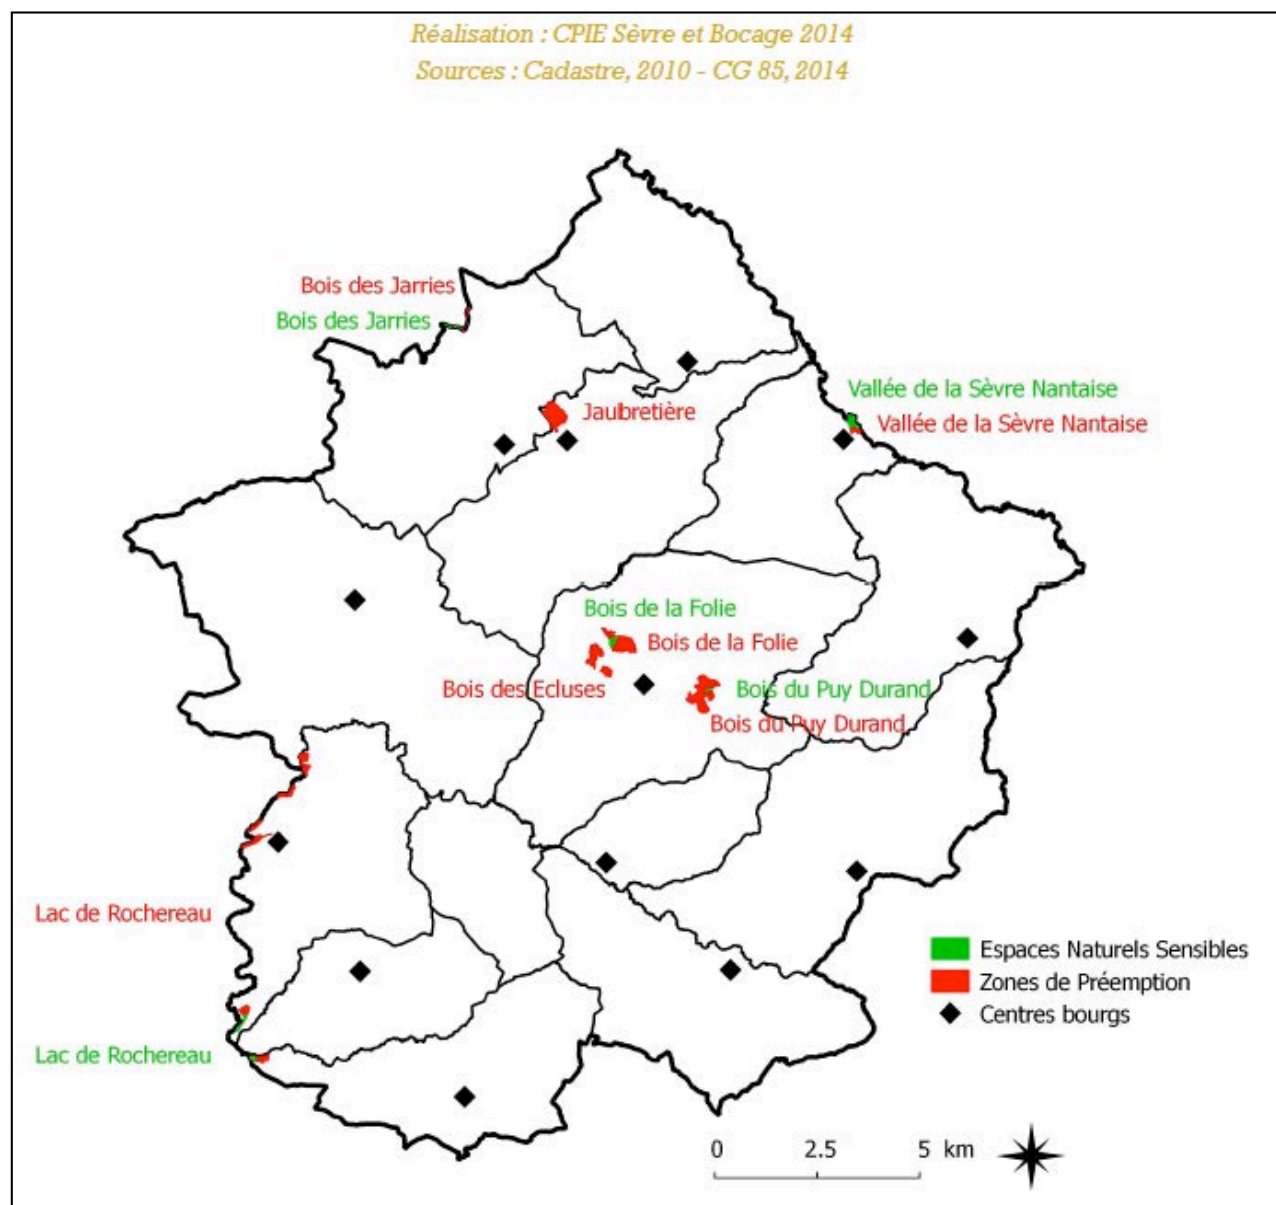 Réalisation : CPIE Sèvre et Bocage 2014
Sources : Cadastre, 2010 - CG 85, 2014
Bois des Jarries
Bois des Jarries
Vallée de la Sèvre Nantaise
Jaubretière
Vallée de la Sèvre Nantaise
Bois de la Folie
Bois de la Folie
Bois des Ecluses
Bois du Puy Durand
Bois du Puy Durand
Lac de Rochereau
Espaces Naturels Sensibles
Zones de Préemption
Centres bourgs
Lac de Rochereau
0 2.5 5 km